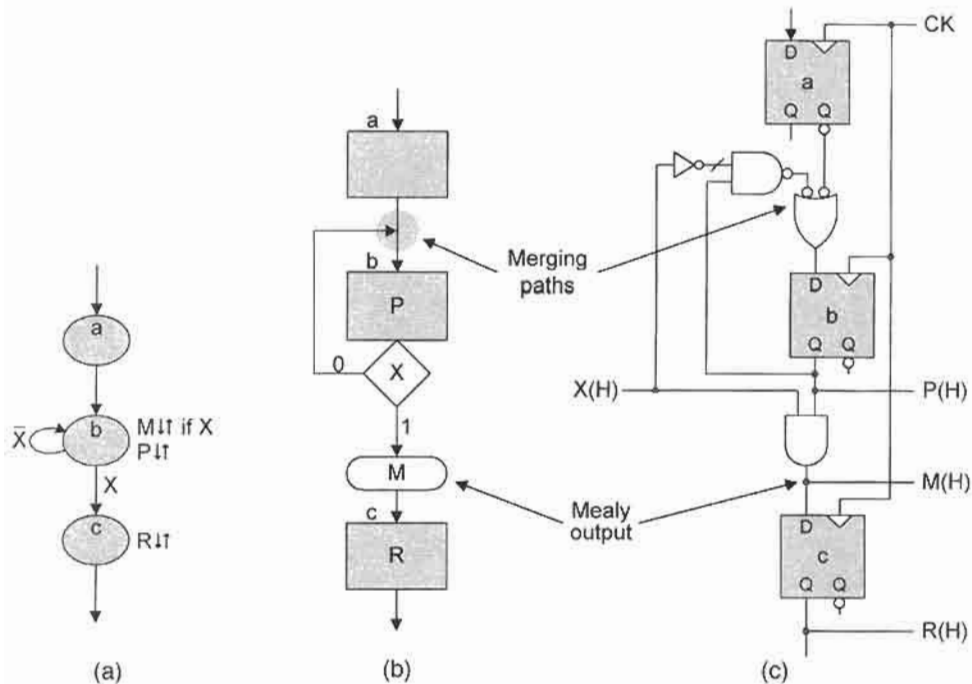 a
X̄
b
M↓↑ if X
P↓↑
X
c
R↓↑
(a)
a
b
P
0
X
1
M
c
R
(b)
Merging
paths
Mealy
output
CK
D
a
Q Q
D
b
Q Q
X(H)
P(H)
M(H)
D
c
Q Q
R(H)
(c)